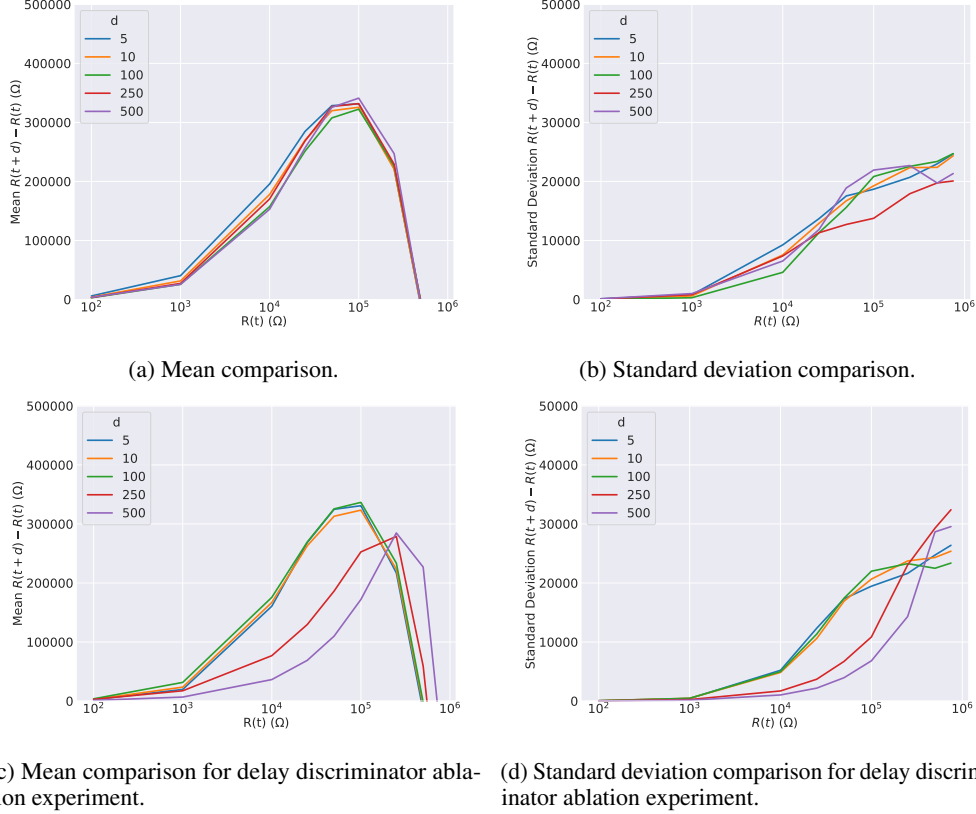 500000
400000
300000
200000
100000
0
Mean R(t + d) − R(t) (Ω)
d
5
10
100
250
500
10² 10³ 10⁴ 10⁵ 10⁶
R(t) (Ω)
(a) Mean comparison.
50000
40000
30000
20000
10000
0
Standard Deviation R(t + d) − R(t) (Ω)
d
5
10
100
250
500
10² 10³ 10⁴ 10⁵ 10⁶
R(t) (Ω)
(b) Standard deviation comparison.
500000
400000
300000
200000
100000
0
Mean R(t + d) − R(t) (Ω)
d
5
10
100
250
500
10² 10³ 10⁴ 10⁵ 10⁶
R(t) (Ω)
c) Mean comparison for delay discriminator abla-
ion experiment.
50000
40000
30000
20000
10000
0
Standard Deviation R(t + d) − R(t) (Ω)
d
5
10
100
250
500
10² 10³ 10⁴ 10⁵ 10⁶
R(t) (Ω)
(d) Standard deviation comparison for delay discrim
inator ablation experiment.